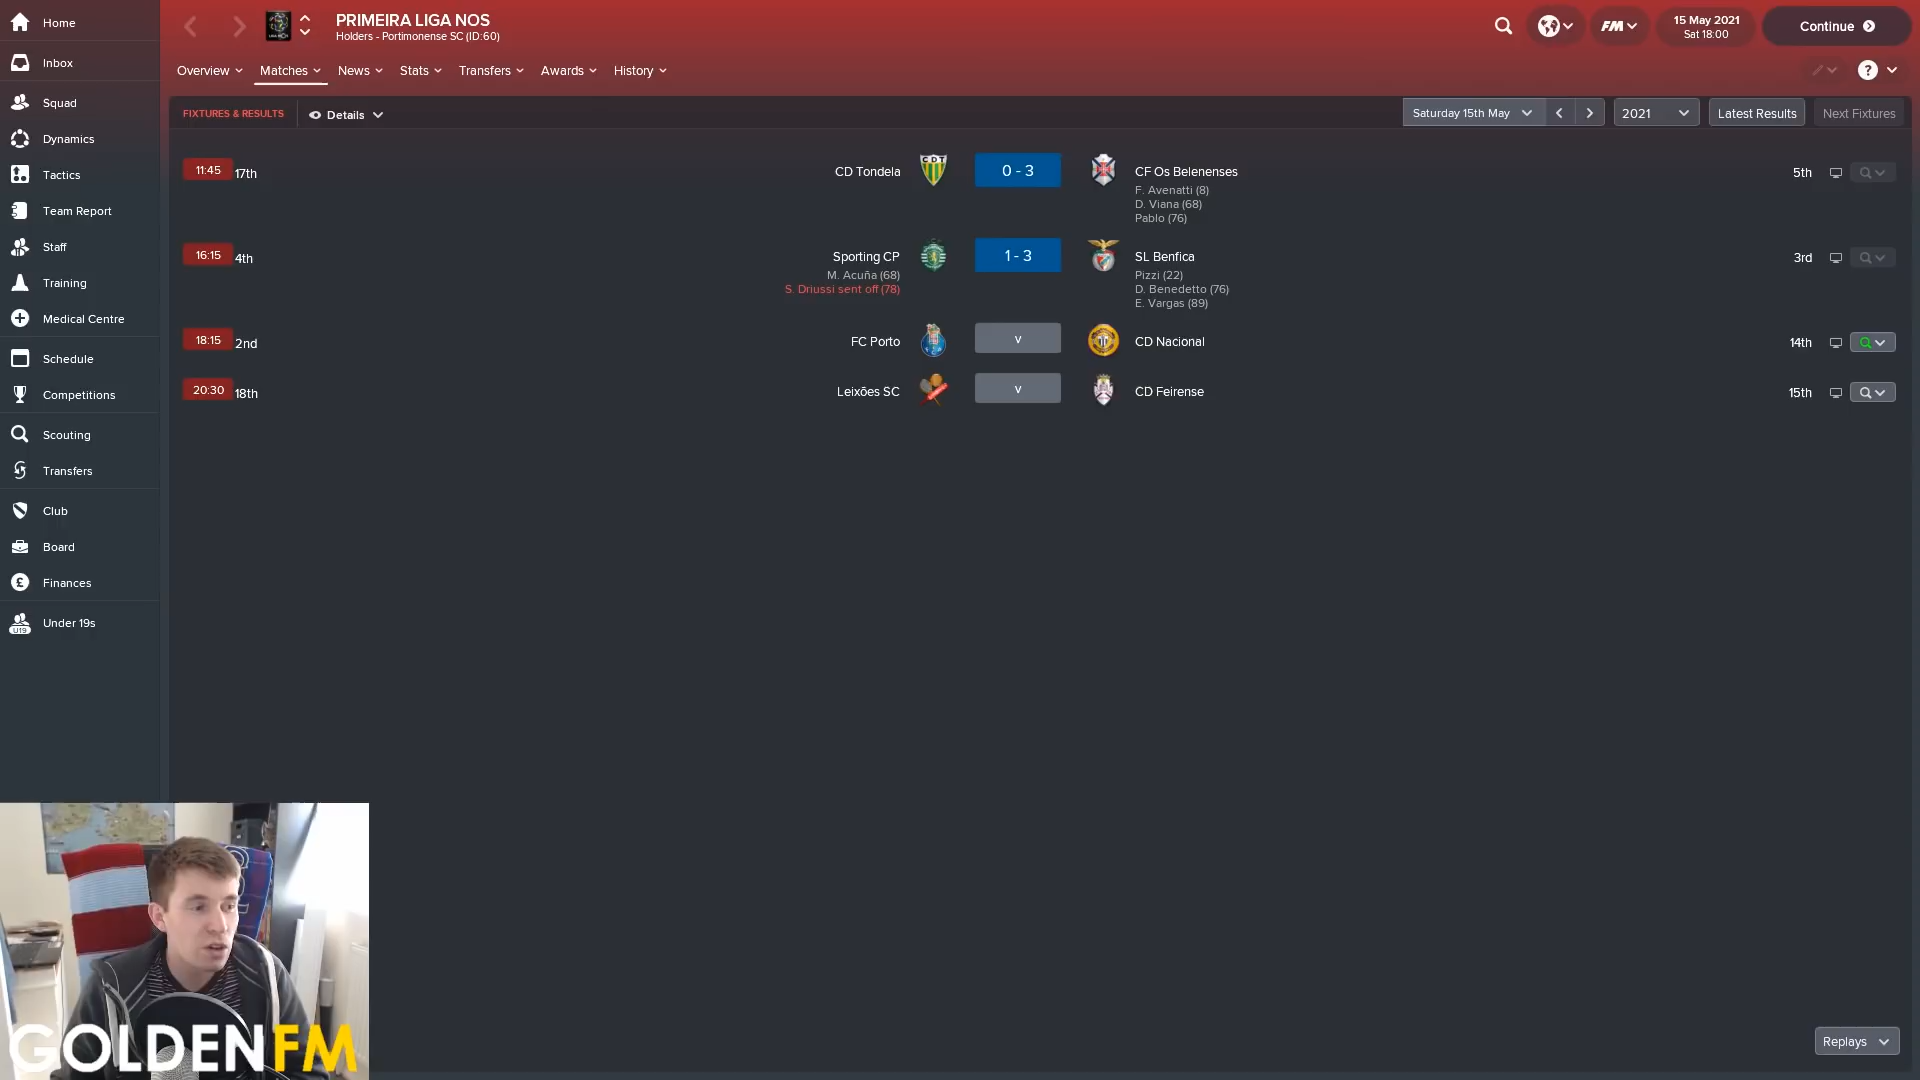 Home
Inbox
Squad
Dynamics
Tactics
Team Report
Staff
Training
Medical Centre
Schedule
Competitions
Scouting
Transfers
Club
Board
Finances
U19
Under 19s
PRIMEIRA LIGA NOS
Holders - Portimonense SC (ID:60)
FM
15 May 2021
Sat 18:00
Continue
Overview Matches News Stats Transfers Awards History
?
FIXTURES & RESULTS Details Saturday 15th May 2021 Latest Results Next Fixtures
11:45 17th CD Tondela CDT 0 - 3 CF Os Belenenses 5th
F. Avenatti (8)
D. Viana (68)
Pablo (76)
16:15 4th Sporting CP 1 - 3 SL Benfica 3rd
M. Acuña (68) Pizzi (22)
S. Driussi sent off (78) D. Benedetto (76)
E. Vargas (89)
18:15 2nd FC Porto v CD Nacional 14th
20:30 18th Leixões SC v CD Feirense 15th
GOLDENFM
Replays